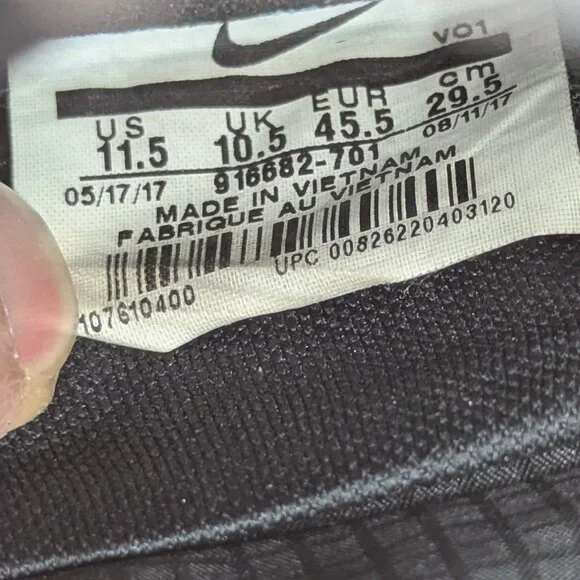 VO1
US UK EUR cm
11.5 10.5 45.5 29.5
05/17/17 916682-701 08/11/17
MADE IN VIETNAM
FABRIQUE AU VIETNAM
UPC 00826220403120
107610400